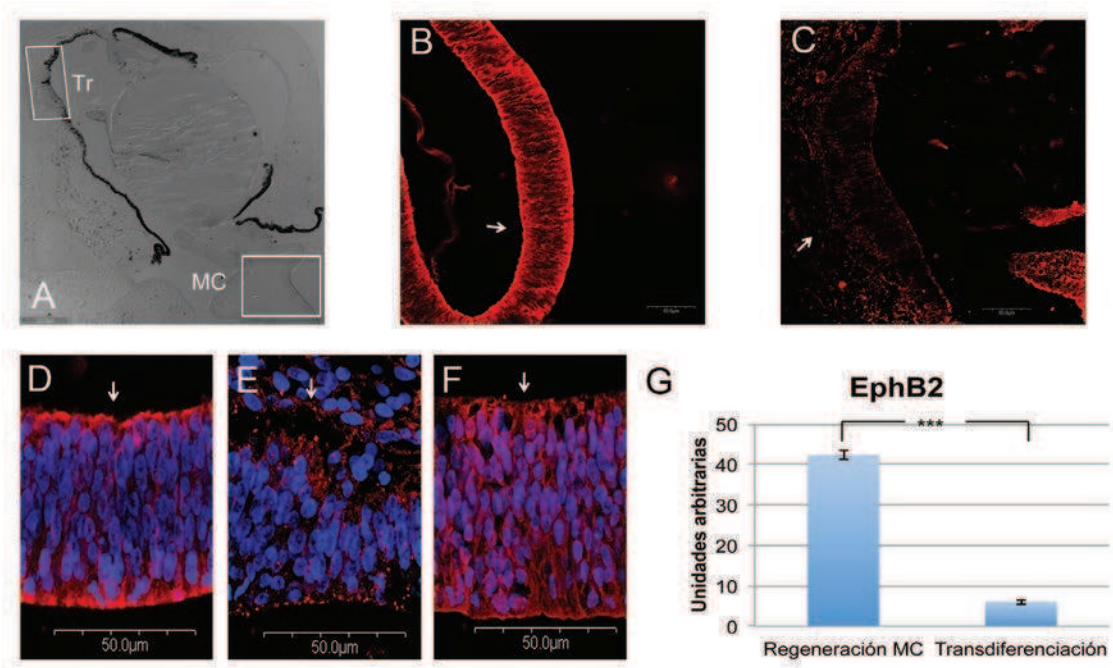 A
Tr
MC
B
C
D
50.0µm
E
50.0µm
F
50.0µm
G
EphB2
***
Unidades arbitrarias
50
40
30
20
10
0
Regeneración MC
Transdiferenciación